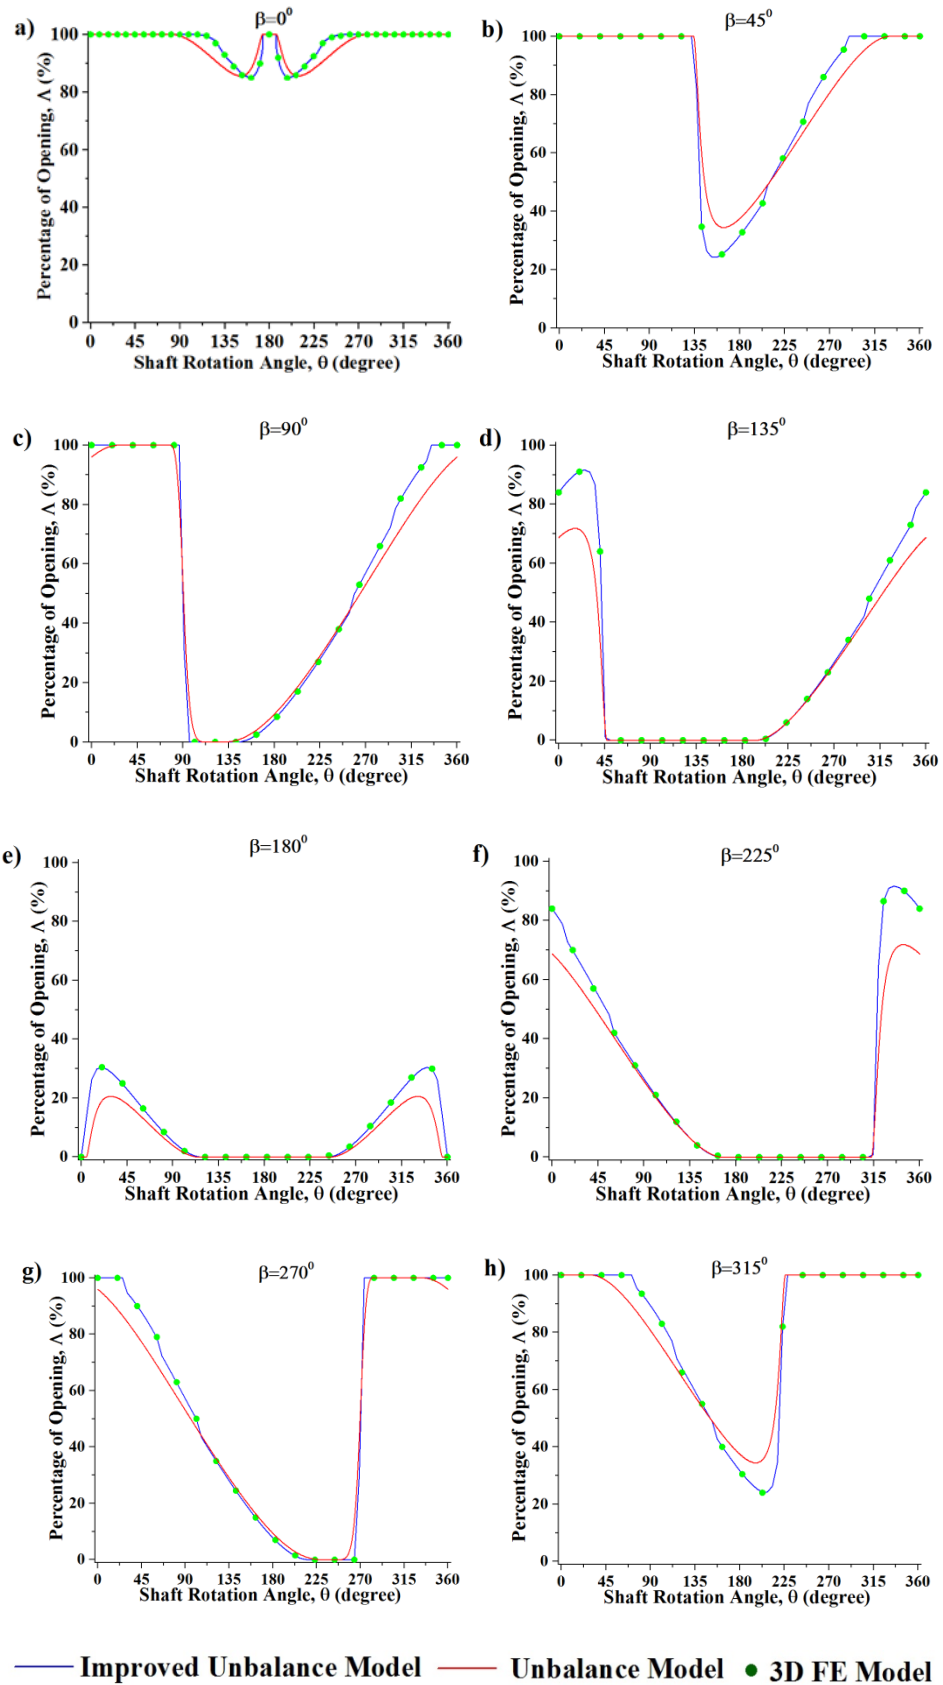 a)
β=0⁰
Percentage of Opening, Λ (%)
100
80
60
40
20
0
0 45 90 135 180 225 270 315 360
Shaft Rotation Angle, θ (degree)
b)
β=45⁰
Percentage of Opening, Λ (%)
100
80
60
40
20
0
0 45 90 135 180 225 270 315 360
Shaft Rotation Angle, θ (degree)
c)
β=90⁰
Percentage of Opening, Λ (%)
100
80
60
40
20
0
0 45 90 135 180 225 270 315 360
Shaft Rotation Angle, θ (degree)
d)
β=135⁰
Percentage of Opening, Λ (%)
100
80
60
40
20
0
0 45 90 135 180 225 270 315 360
Shaft Rotation Angle, θ (degree)
e)
β=180⁰
Percentage of Opening, Λ (%)
100
80
60
40
20
0
0 45 90 135 180 225 270 315 360
Shaft Rotation Angle, θ (degree)
f)
β=225⁰
Percentage of Opening, Λ (%)
100
80
60
40
20
0
0 45 90 135 180 225 270 315 360
Shaft Rotation Angle, θ (degree)
g)
β=270⁰
Percentage of Opening, Λ (%)
100
80
60
40
20
0
0 45 90 135 180 225 270 315 360
Shaft Rotation Angle, θ (degree)
h)
β=315⁰
Percentage of Opening, Λ (%)
100
80
60
40
20
0
0 45 90 135 180 225 270 315 360
Shaft Rotation Angle, θ (degree)
Improved Unbalance Model Unbalance Model 3D FE Model